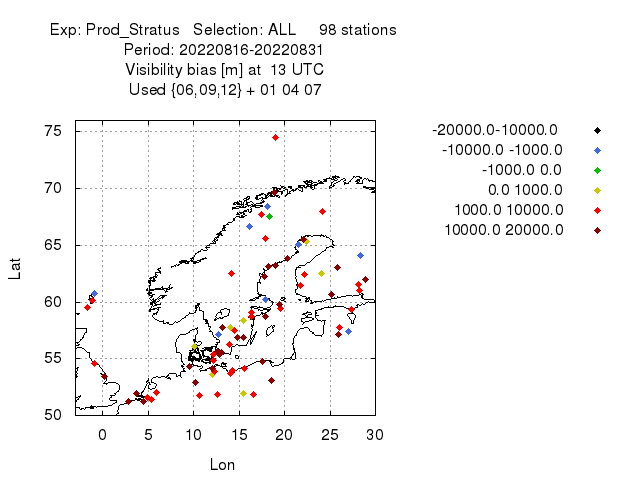 Exp: Prod_Stratus   Selection: ALL     98 stations
Period: 20220816-20220831
Visibility bias [m] at  13 UTC
Used {06,09,12} + 01 04 07
-20000.0-10000.0
-10000.0 -1000.0
-1000.0 0.0
0.0 1000.0
1000.0 10000.0
10000.0 20000.0
75
70
65
60
55
50
Lat
0 5 10 15 20 25 30
Lon